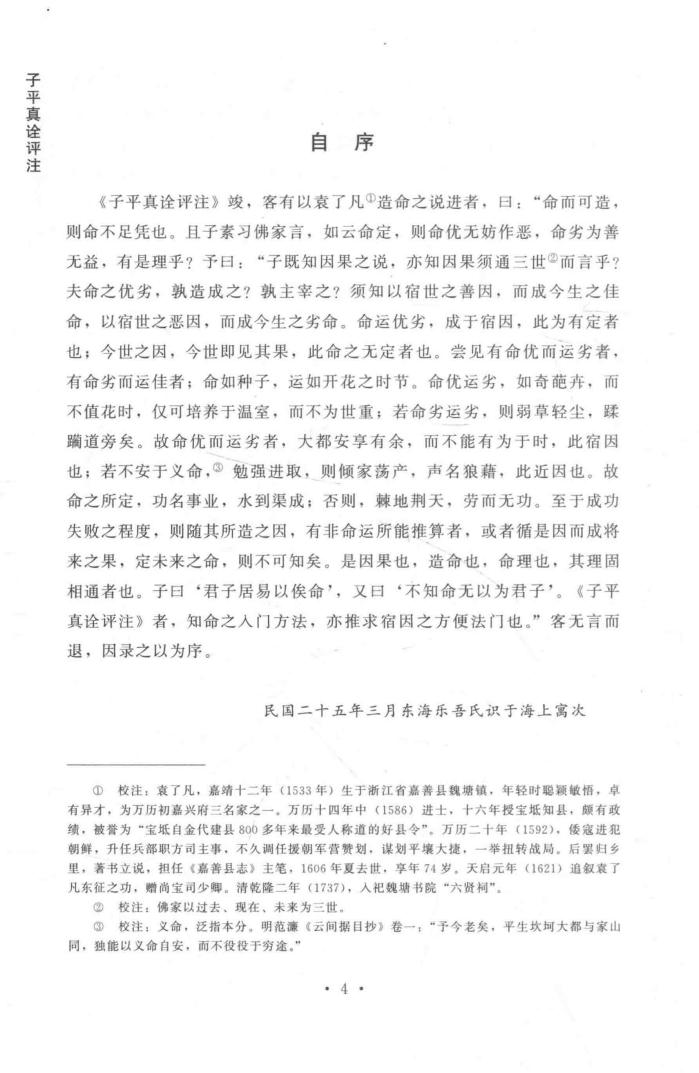 子平真诠评注
自 序
《子平真诠评注》竣，客有以袁了凡①造命之说进者，曰：“命而可造，
则命不足凭也。且子素习佛家言，如云命定，则命优无妨作恶，命劣为善
无益，有是理乎？予曰：“子既知因果之说，亦知因果须通三世②而言乎？
夫命之优劣，孰造成之？孰主宰之？须知以宿世之善因，而成今生之佳
命，以宿世之恶因，而成今生之劣命。命运优劣，成于宿因，此为有定者
也；今世之因，今世即见其果，此命之无定者也。尝见有命优而运劣者，
有命劣而运佳者；命如种子，运如开花之时节。命优运劣，如奇葩卉，而
不值花时，仅可培养于温室，而不为世重；若命劣运劣，则弱草轻尘，蹂
躏道旁矣。故命优而运劣者，大都安享有余，而不能有为于时，此宿因
也；若不安于义命，③ 勉强进取，则倾家荡产，声名狼藉，此近因也。故
命之所定，功名事业，水到渠成；否则，棘地荆天，劳而无功。至于成功
失败之程度，则随其所造之因，有非命运所能推算者，或者循是因而成将
来之果，定未来之命，则不可知矣。是因果也，造命也，命理也，其理固
相通者也。子曰‘君子居易以俟命’，又曰‘不知命无以为君子’。《子平
真诠评注》者，知命之入门方法，亦推求宿因之方便法门也。”客无言而
退，因录之以为序。
民国二十五年三月东海乐吾氏识于海上寓次
① 校注：袁了凡，嘉靖十二年（1533 年）生于浙江省嘉善县魏塘镇，年轻时聪颖敏悟，卓
有异才，为万历初嘉兴府三名家之一。万历十四年中（1586）进士，十六年授宝坻知县，颇有政
绩，被誉为“宝坻自金代建县 800 多年来最受人称道的好县令”。万历二十年（1592），倭寇进犯
朝鲜，升任兵部职方司主事，不久调任援朝军营赞划，谋划平壤大捷，一举扭转战局。后罢归乡
里，著书立说，担任《嘉善县志》主笔，1606 年夏去世，享年 74 岁。天启元年（1621）追叙袁了
凡东征之功，赠尚宝司少卿。清乾隆二年（1737），入祀魏塘书院“六贤祠”。
② 校注：佛家以过去、现在、未来为三世。
③ 校注：义命，泛指本分。明范濂《云间据目抄》卷一：“予今老矣，平生坎坷大都与家山
同，独能以义命自安，而不役役于穷途。”
· 4 ·